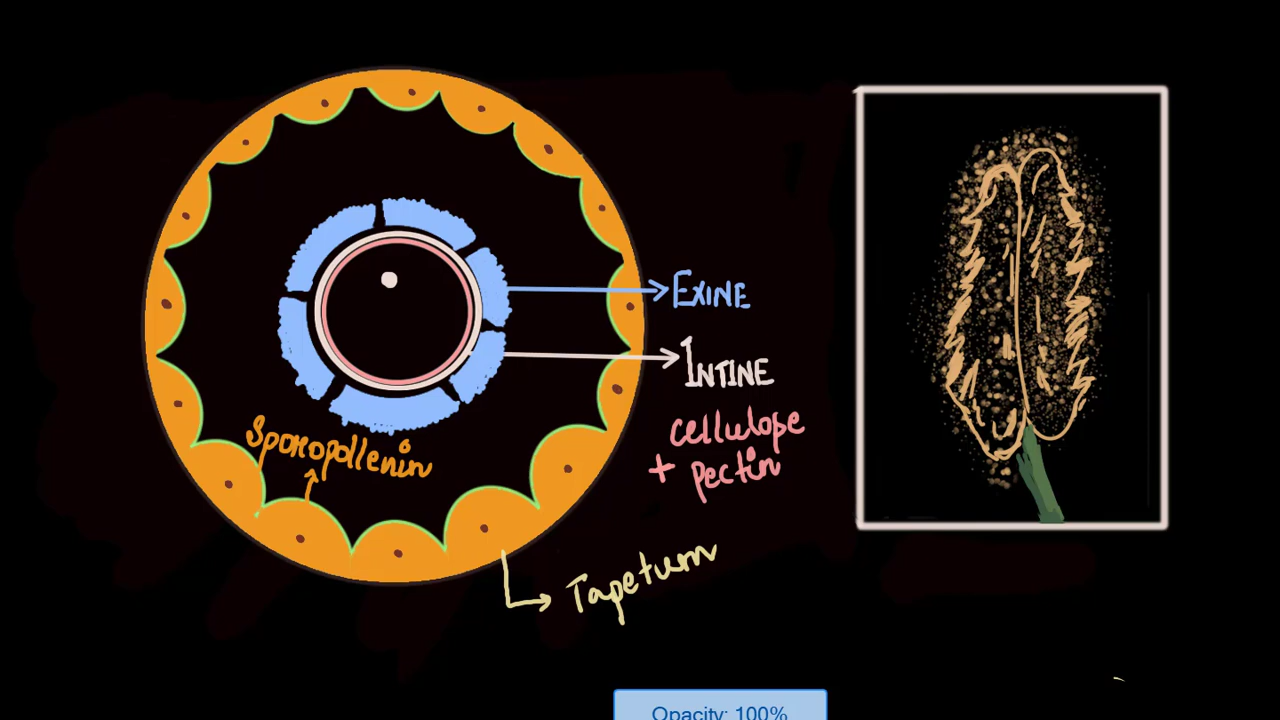 EXINE
INTINE
cellulose
+ pectin
Sporopollenin
Tapetum
Opacity: 100%